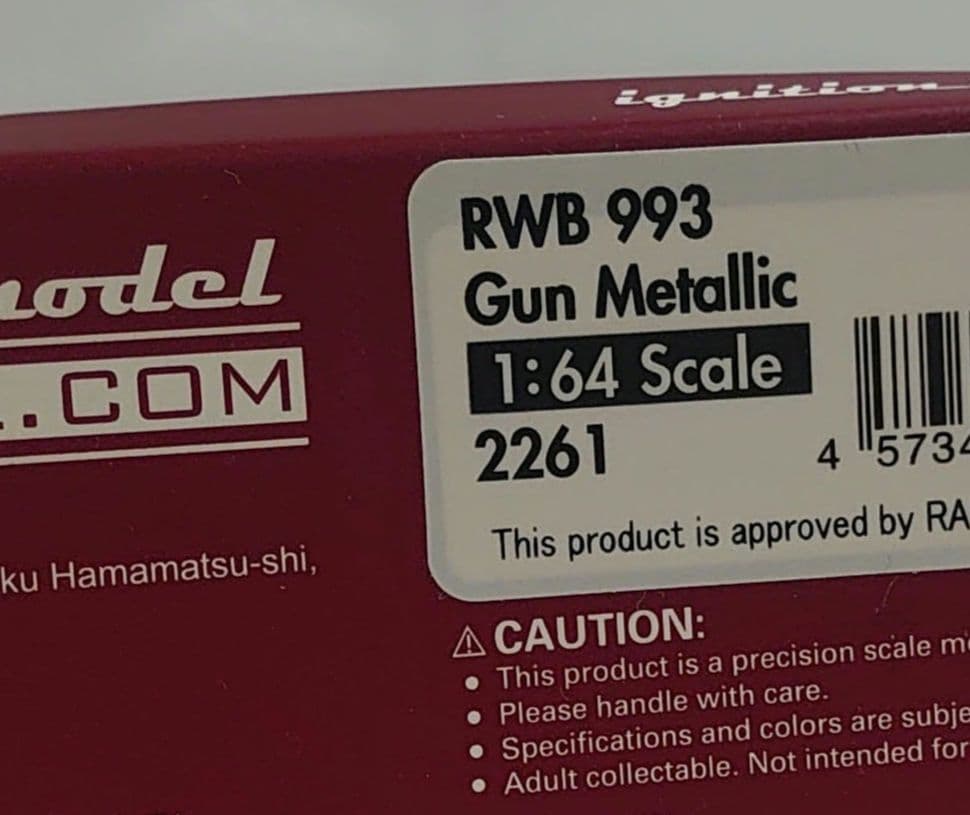 ignition
model
.COM
ku Hamamatsu-shi,
RWB 993
Gun Metallic
1:64 Scale
2261
4 5734
This product is approved by RA
⚠ CAUTION:
• This product is a precision scale m
• Please handle with care.
• Specifications and colors are subje
• Adult collectable. Not intended for